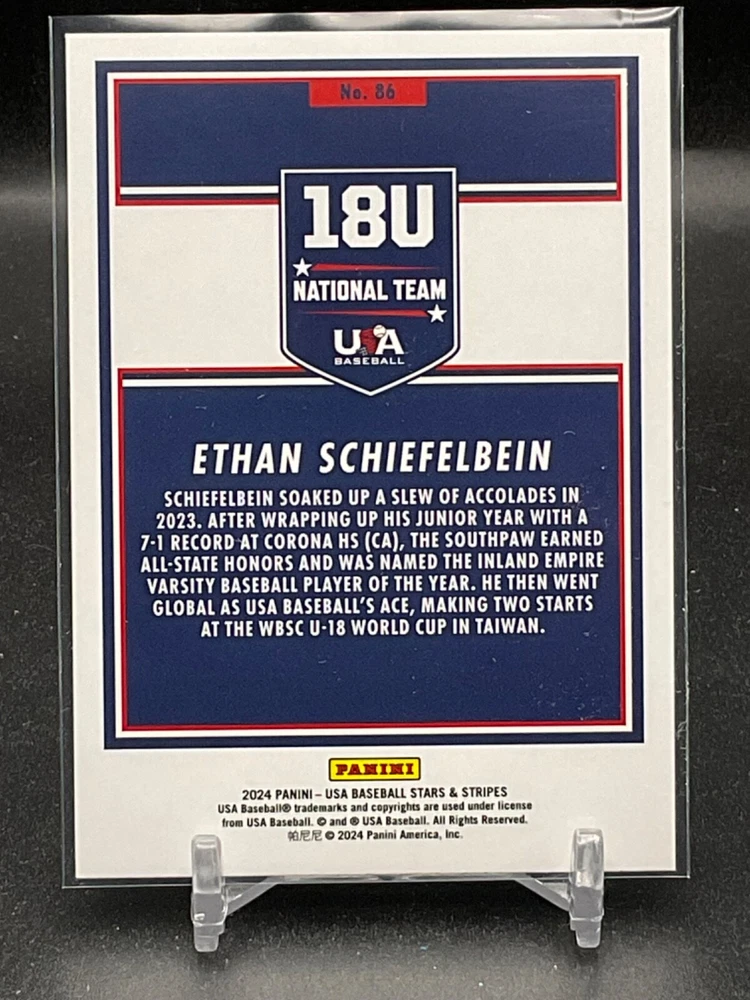 No. 86
18U
NATIONAL TEAM
USA
BASEBALL
ETHAN SCHIEFELBEIN
SCHIEFELBEIN SOAKED UP A SLEW OF ACCOLADES IN
2023. AFTER WRAPPING UP HIS JUNIOR YEAR WITH A
7-1 RECORD AT CORONA HS (CA), THE SOUTHPAW EARNED
ALL-STATE HONORS AND WAS NAMED THE INLAND EMPIRE
VARSITY BASEBALL PLAYER OF THE YEAR. HE THEN WENT
GLOBAL AS USA BASEBALL'S ACE, MAKING TWO STARTS
AT THE WBSC U-18 WORLD CUP IN TAIWAN.
PANINI
2024 PANINI – USA BASEBALL STARS & STRIPES
USA Baseball® trademarks and copyrights are used under license
from USA Baseball. © and ® USA Baseball. All Rights Reserved.
帕尼尼 © 2024 Panini America, Inc.